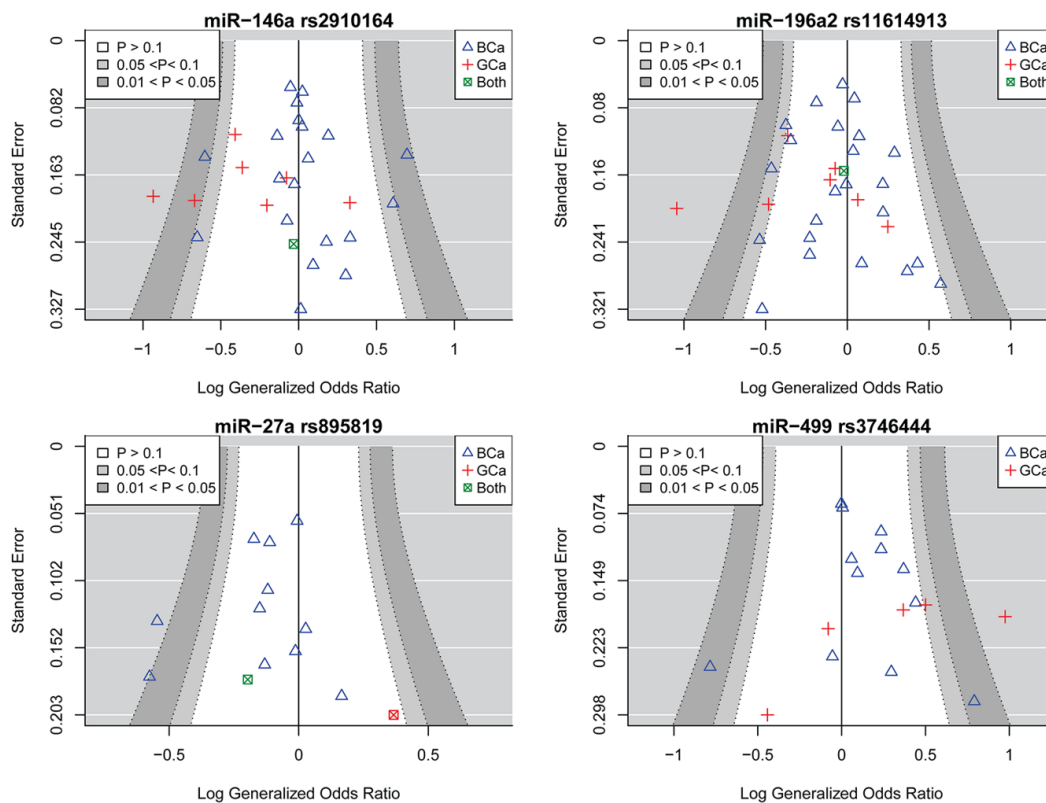 miR−146a rs2910164
P > 0.1
0.05 <P< 0.1
0.01 < P < 0.05
BCa
GCa
Both
Standard Error
0
0.082
0.163
0.245
0.327
−1
−0.5
0
0.5
1
Log Generalized Odds Ratio
miR−196a2 rs11614913
P > 0.1
0.05 <P< 0.1
0.01 < P < 0.05
BCa
GCa
Both
Standard Error
0
0.08
0.16
0.241
0.321
−1
−0.5
0
0.5
1
Log Generalized Odds Ratio
miR−27a rs895819
P > 0.1
0.05 <P< 0.1
0.01 < P < 0.05
BCa
GCa
Both
Standard Error
0
0.051
0.102
0.152
0.203
−0.5
0
0.5
Log Generalized Odds Ratio
miR−499 rs3746444
P > 0.1
0.05 <P< 0.1
0.01 < P < 0.05
BCa
GCa
Standard Error
0
0.074
0.149
0.223
0.298
−1
−0.5
0
0.5
1
Log Generalized Odds Ratio